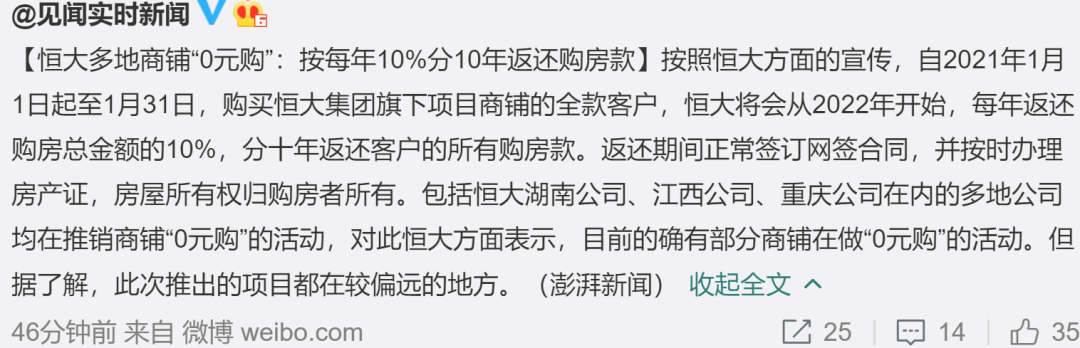 @见闻实时新闻 6
【恒大多地商铺“0元购”：按每年10%分10年返还购房款】按照恒大方面的宣传，自2021年1月
1日起至1月31日，购买恒大集团旗下项目商铺的全款客户，恒大将会从2022年开始，每年返还
购房总金额的10%，分十年返还客户的所有购房款。返还期间正常签订网签合同，并按时办理
房产证，房屋所有权归购房者所有。包括恒大湖南公司、江西公司、重庆公司在内的多地公司
均在推销商铺“0元购”的活动，对此恒大方面表示，目前的确有部分商铺在做“0元购”的活动。但
据了解，此次推出的项目都在较偏远的地方。（澎湃新闻） 收起全文
46分钟前 来自 微博 weibo.com 25 14 35